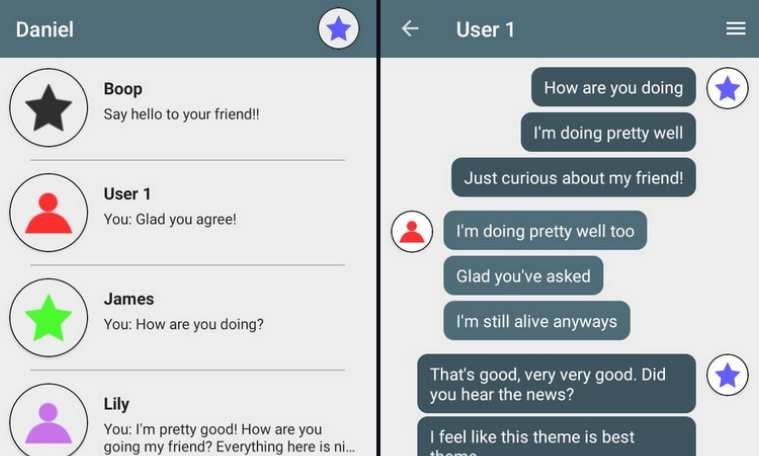 Daniel
Boop
Say hello to your friend!!
User 1
You: Glad you agree!
James
You: How are you doing?
Lily
You: I'm pretty good! How are you
going my friend? Everything here is ni...
User 1
How are you doing
I'm doing pretty well
Just curious about my friend!
I'm doing pretty well too
Glad you've asked
I'm still alive anyways
That's good, very very good. Did
you hear the news?
I feel like this theme is best
theme